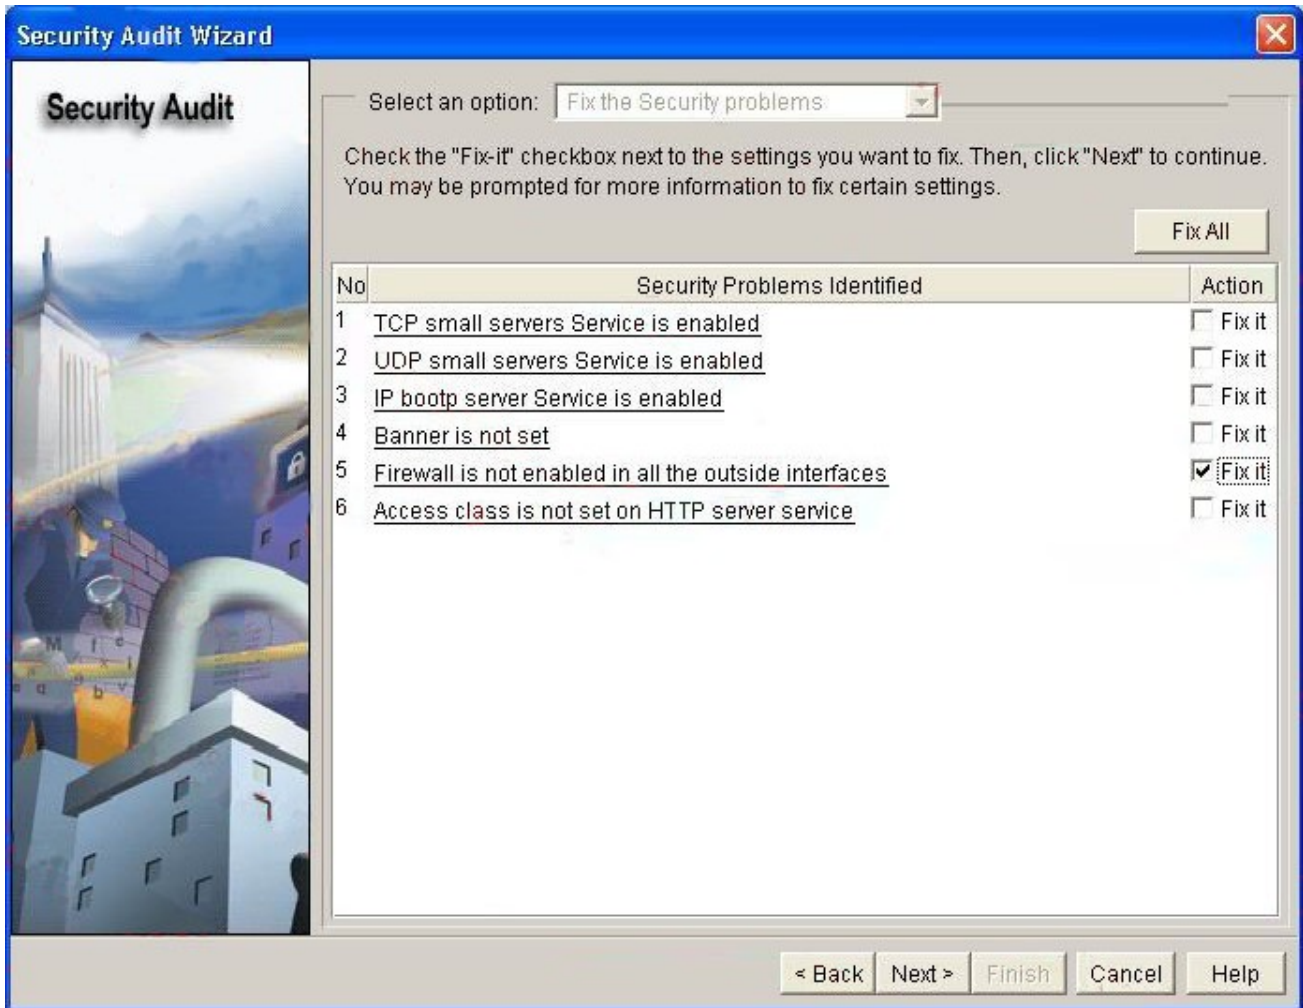 Security Audit Wizard
Security Audit
Select an option: Fix the Security problems
Check the "Fix-it" checkbox next to the settings you want to fix. Then, click "Next" to continue.
You may be prompted for more information to fix certain settings.
Fix All
No Security Problems Identified Action
1 TCP small servers Service is enabled Fix it
2 UDP small servers Service is enabled Fix it
3 IP bootp server Service is enabled Fix it
4 Banner is not set Fix it
5 Firewall is not enabled in all the outside interfaces Fix it
6 Access class is not set on HTTP server service Fix it
< Back Next > Finish Cancel Help